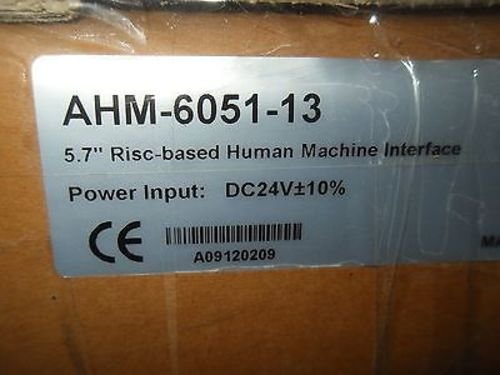 AHM-6051-13
5.7" Risc-based Human Machine Interface
Power Input: DC24V±10%
CE
A09120209